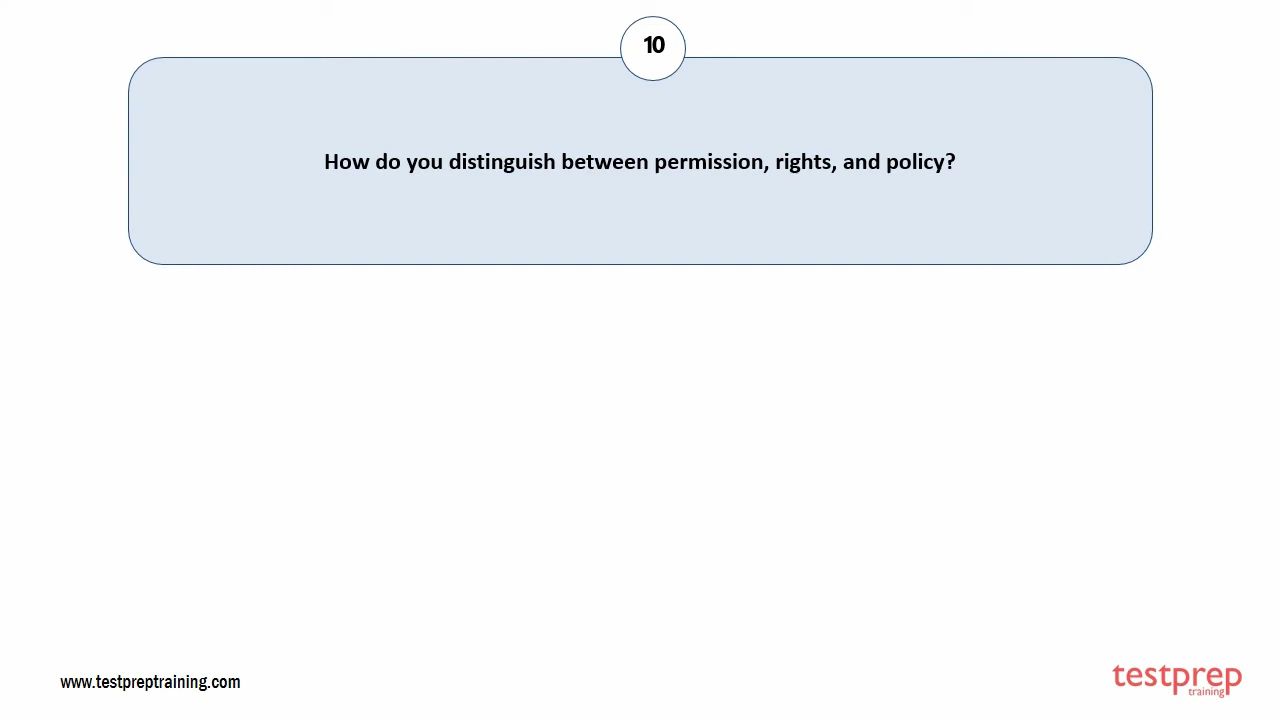 10
How do you distinguish between permission, rights, and policy?
www.testpreptraining.com
testprep
training